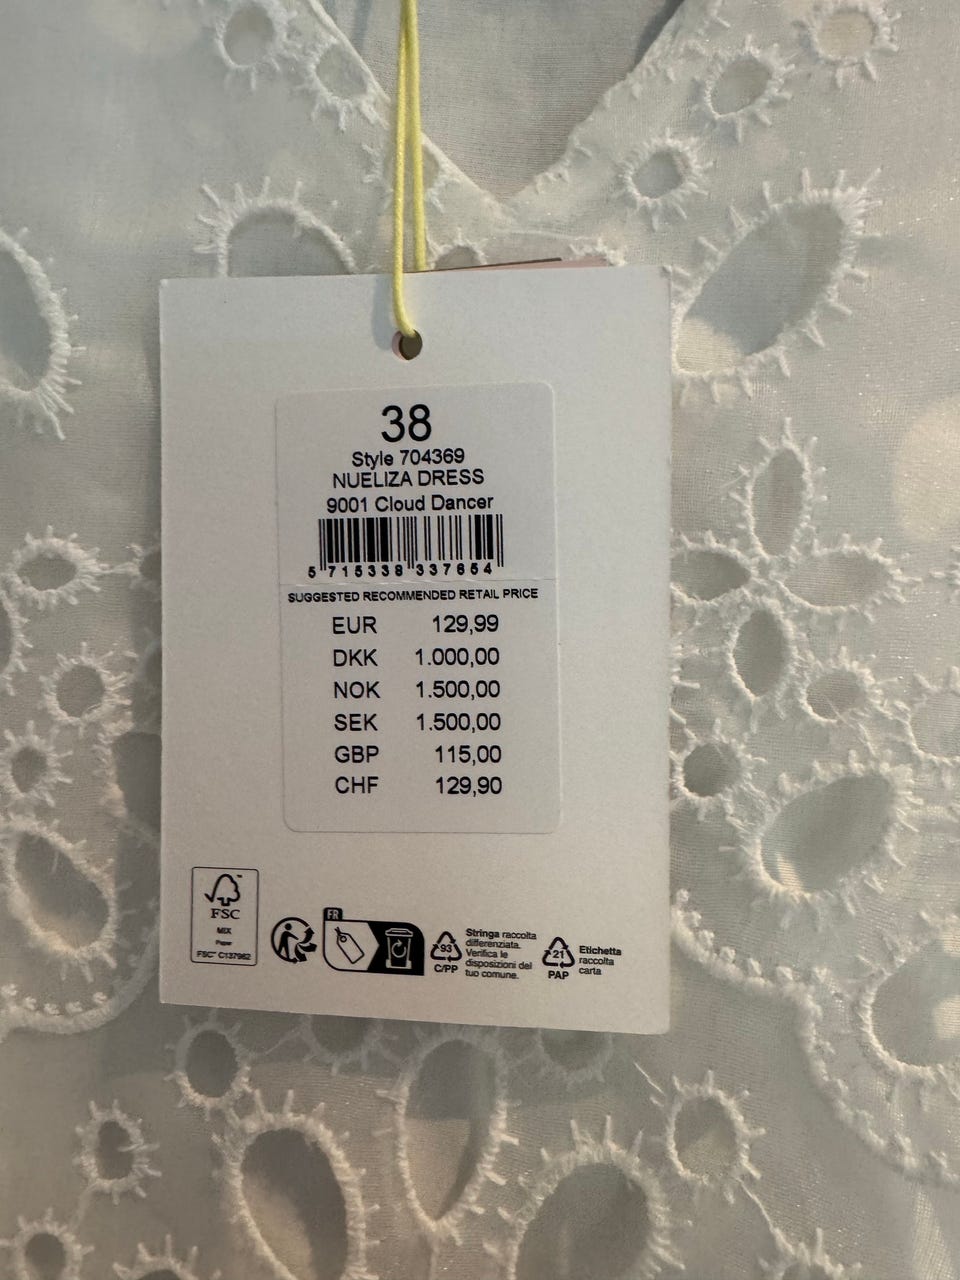 38
Style 704369
NUELIZA DRESS
9001 Cloud Dancer
5 715339 337654
SUGGESTED RECOMMENDED RETAIL PRICE
EUR 129,99
DKK 1.000,00
NOK 1.500,00
SEK 1.500,00
GBP 115,00
CHF 129,90
FSC
MIX
Paper
FSC™ C137962
FR
93
C/PP
Stringa raccolta
differenziata.
Verifica le
disposizioni del
tuo comune.
21
PAP
Etichetta
raccolta
carta